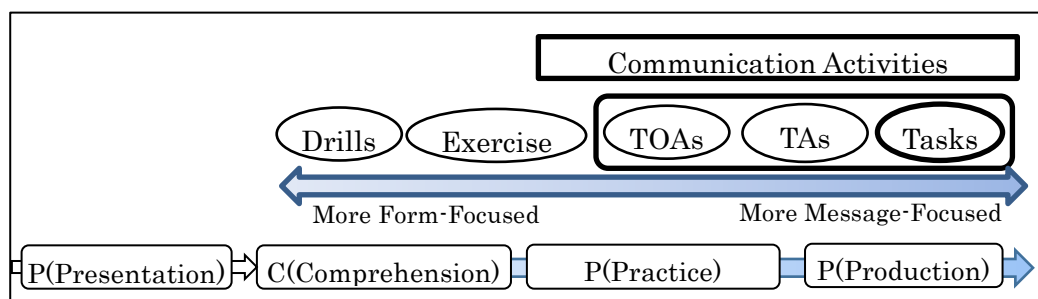 Communication Activities
Drills Exercise TOAs TAs Tasks
More Form-Focused More Message-Focused
P(Presentation) C(Comprehension) P(Practice) P(Production)